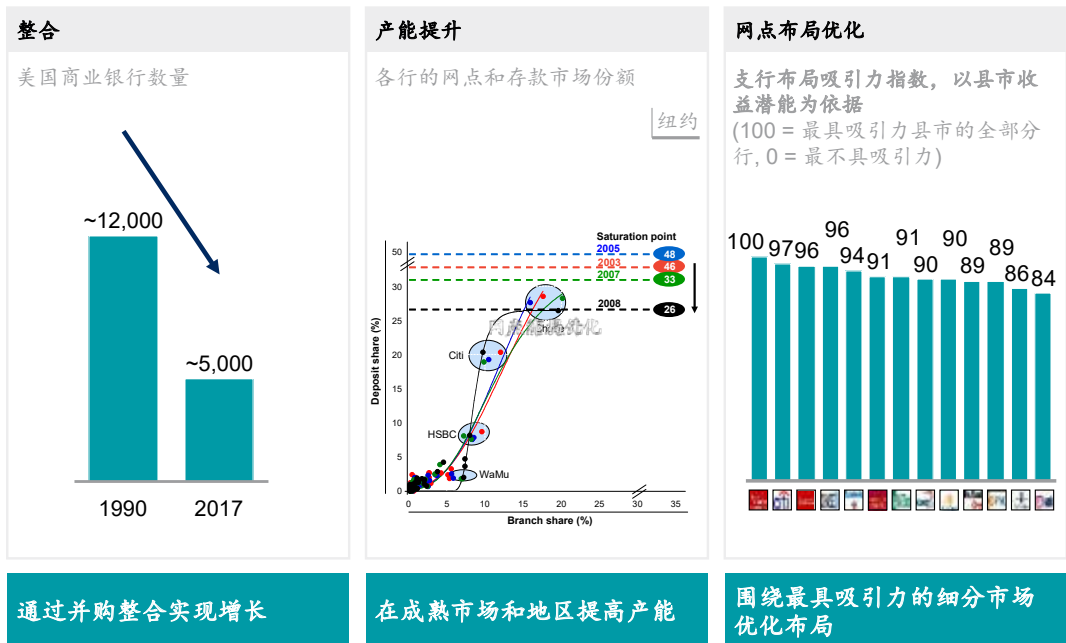 整合
美国商业银行数量
~12,000
~5,000
1990
2017
通过并购整合实现增长
产能提升
各行的网点和存款市场份额
纽约
Saturation point
2005
48
2003
46
2007
33
2008
26
Deposit share (%)
50
30
25
20
15
10
5
0
Citi
HSBC
WaMu
0 5 10 15 20 25 30 35
Branch share (%)
在成熟市场和地区提高产能
网点布局优化
支行布局吸引力指数，以县市收
益潜能为依据
(100 = 最具吸引力县市的全部分
行, 0 = 最不具吸引力)
100 97 96 96 94 91 91 90 90 89 89 86 84
围绕最具吸引力的细分市场
优化布局